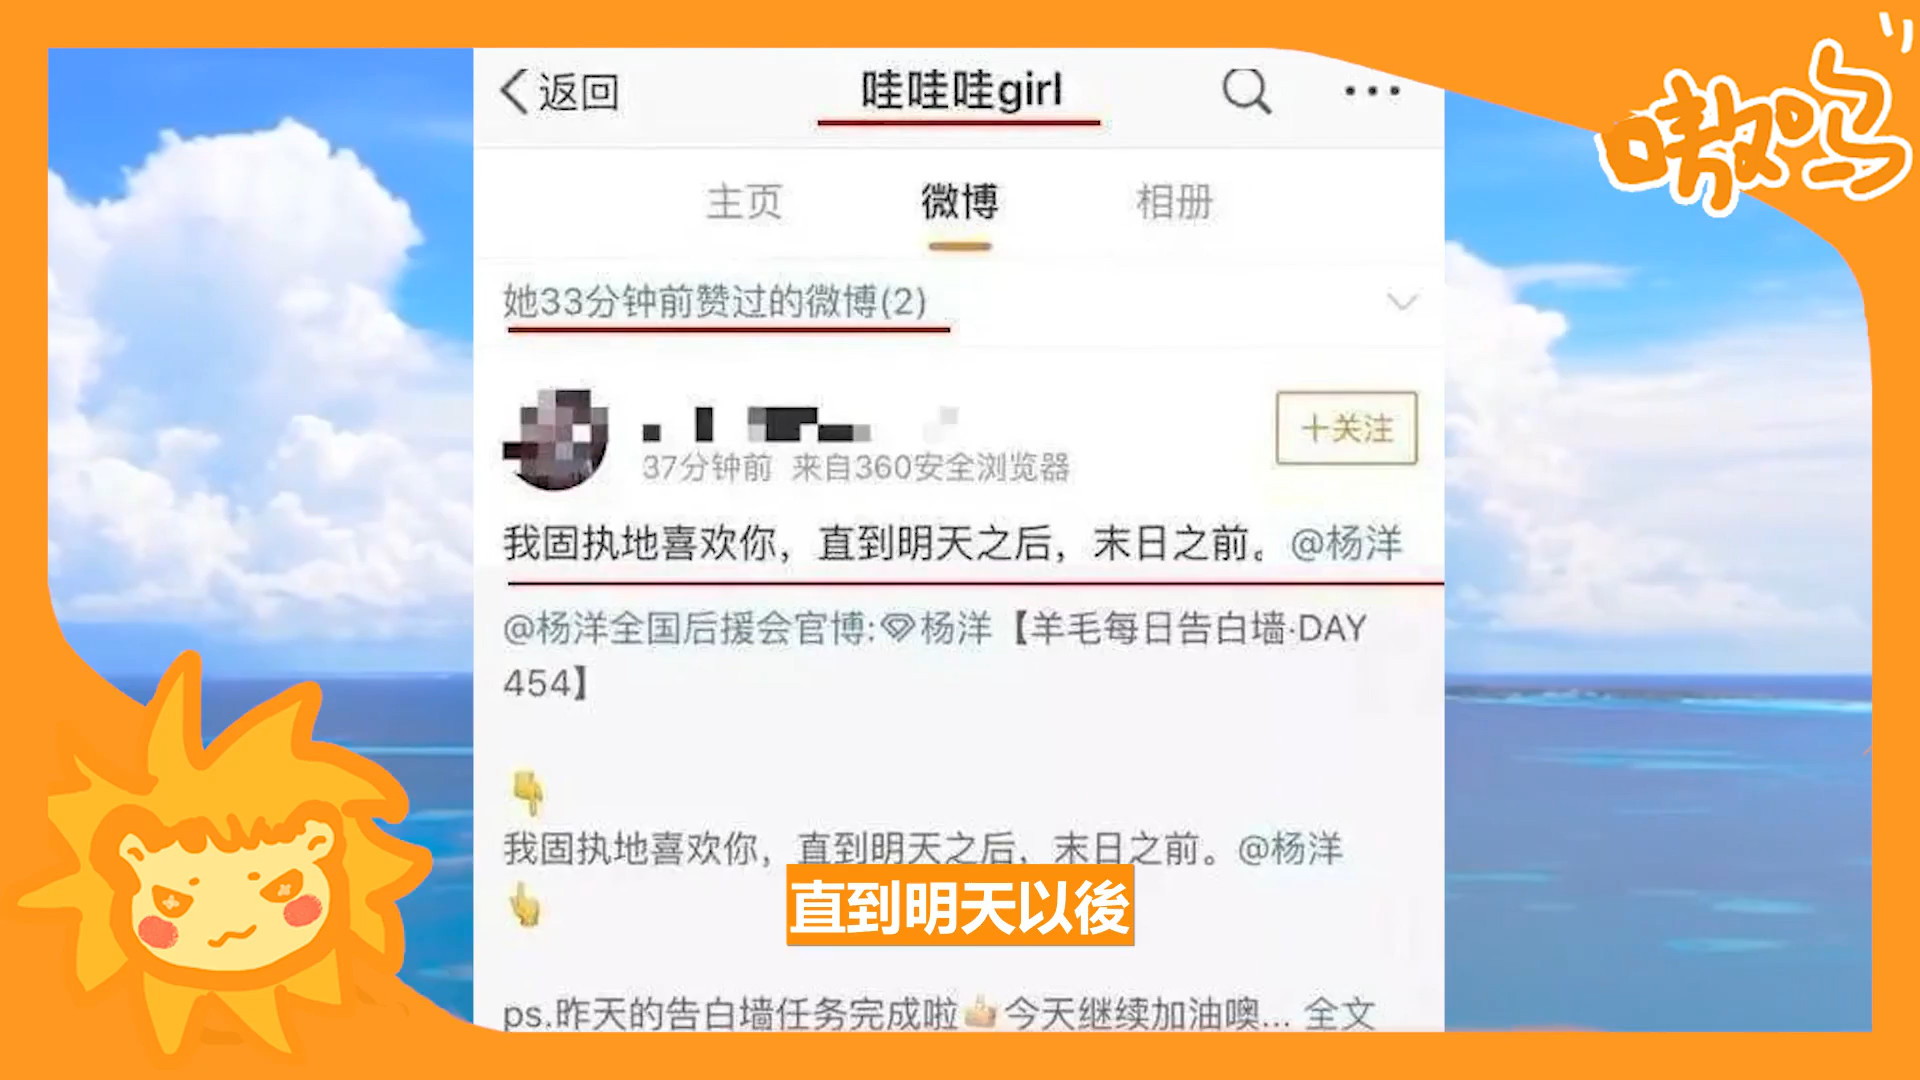 返回
哇哇哇girl
嗷呜
主页 微博 相册
她33分钟前赞过的微博(2)
37分钟前 来自360安全浏览器
十关注
我固执地喜欢你，直到明天之后，末日之前。@杨洋
@杨洋全国后援会官博:杨洋【羊毛每日告白墙·DAY
454】
我固执地喜欢你，直到明天之后，末日之前。@杨洋
直到明天以後
ps.昨天的告白墙任务完成啦👍今天继续加油噢... 全文